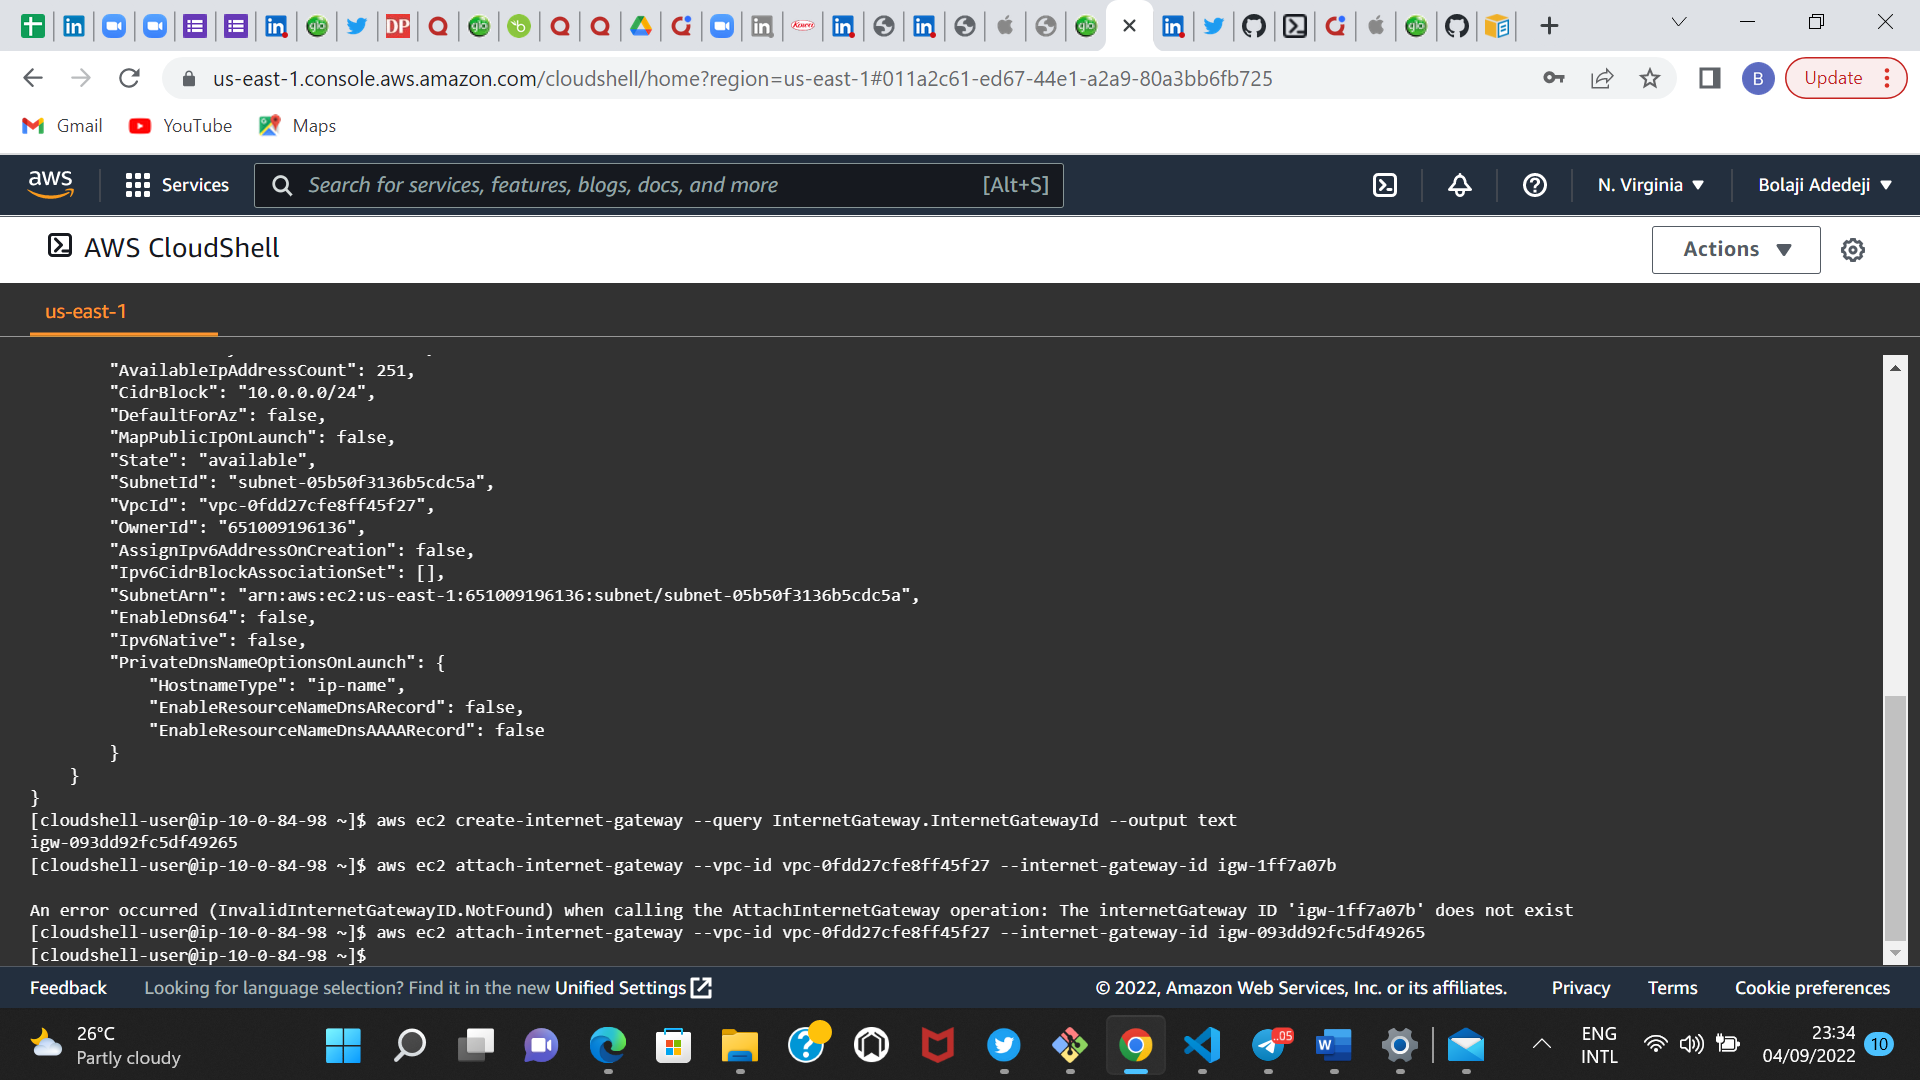 us-east-1.console.aws.amazon.com/cloudshell/home?region=us-east-1#011a2c61-ed67-44e1-a2a9-80a3bb6fb725
B
Update
Gmail
YouTube
Maps
aws
Services
Search for services, features, blogs, docs, and more
[Alt+S]
N. Virginia
Bolaji Adedeji
AWS CloudShell
Actions
us-east-1
"AvailableIpAddressCount": 251,
"CidrBlock": "10.0.0.0/24",
"DefaultForAz": false,
"MapPublicIpOnLaunch": false,
"State": "available",
"SubnetId": "subnet-05b50f3136b5cdc5a",
"VpcId": "vpc-0fdd27cfe8ff45f27",
"OwnerId": "651009196136",
"AssignIpv6AddressOnCreation": false,
"Ipv6CidrBlockAssociationSet": [],
"SubnetArn": "arn:aws:ec2:us-east-1:651009196136:subnet/subnet-05b50f3136b5cdc5a",
"EnableDns64": false,
"Ipv6Native": false,
"PrivateDnsNameOptionsOnLaunch": {
"HostnameType": "ip-name",
"EnableResourceNameDnsARecord": false,
"EnableResourceNameDnsAAAARecord": false
}
}
}
[cloudshell-user@ip-10-0-84-98 ~]$ aws ec2 create-internet-gateway --query InternetGateway.InternetGatewayId --output text
igw-093dd92fc5df49265
[cloudshell-user@ip-10-0-84-98 ~]$ aws ec2 attach-internet-gateway --vpc-id vpc-0fdd27cfe8ff45f27 --internet-gateway-id igw-1ff7a07b
An error occurred (InvalidInternetGatewayID.NotFound) when calling the AttachInternetGateway operation: The internetGateway ID 'igw-1ff7a07b' does not exist
[cloudshell-user@ip-10-0-84-98 ~]$ aws ec2 attach-internet-gateway --vpc-id vpc-0fdd27cfe8ff45f27 --internet-gateway-id igw-093dd92fc5df49265
[cloudshell-user@ip-10-0-84-98 ~]$
Feedback
Looking for language selection? Find it in the new Unified Settings
© 2022, Amazon Web Services, Inc. or its affiliates.
Privacy
Terms
Cookie preferences
26°C
Partly cloudy
ENG
INTL
23:34
04/09/2022
10